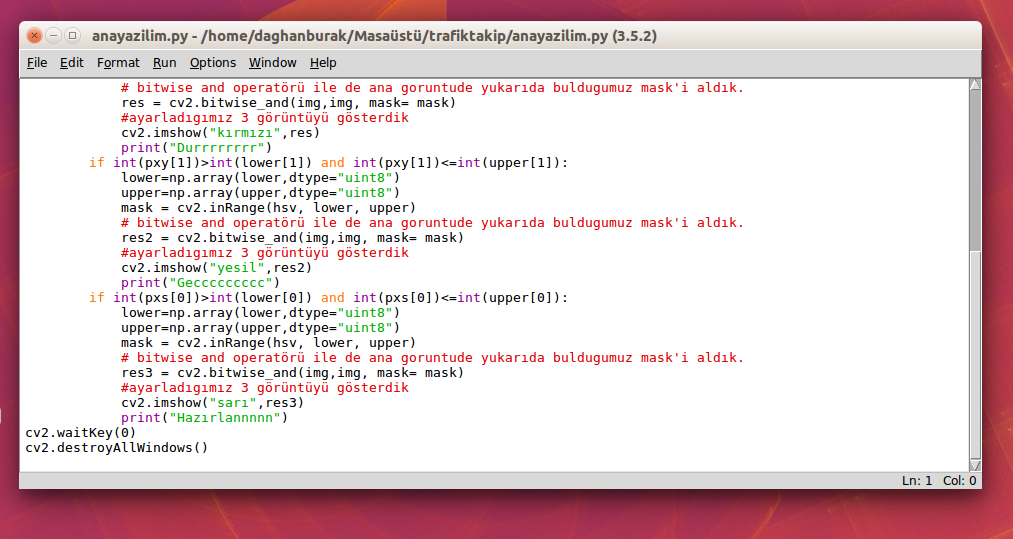 anayazilim.py - /home/daghanburak/Masaüstü/trafiktakip/anayazilim.py (3.5.2)
File Edit Format Run Options Window Help
# bitwise and operatörü ile de ana goruntude yukarıda buldugumuz mask'i aldık.
res = cv2.bitwise_and(img,img, mask= mask)
#ayarladıgımız 3 görüntüyü gösterdik
cv2.imshow("kırmızı",res)
print("Durrrrrrrr")
if int(pxy[1])>int(lower[1]) and int(pxy[1])<=int(upper[1]):
lower=np.array(lower,dtype="uint8")
upper=np.array(upper,dtype="uint8")
mask = cv2.inRange(hsv, lower, upper)
# bitwise and operatörü ile de ana goruntude yukarıda buldugumuz mask'i aldık.
res2 = cv2.bitwise_and(img,img, mask= mask)
#ayarladıgımız 3 görüntüyü gösterdik
cv2.imshow("yesil",res2)
print("Geccccccccc")
if int(pxs[0])>int(lower[0]) and int(pxs[0])<=int(upper[0]):
lower=np.array(lower,dtype="uint8")
upper=np.array(upper,dtype="uint8")
mask = cv2.inRange(hsv, lower, upper)
# bitwise and operatörü ile de ana goruntude yukarıda buldugumuz mask'i aldık.
res3 = cv2.bitwise_and(img,img, mask= mask)
#ayarladıgımız 3 görüntüyü gösterdik
cv2.imshow("sarı",res3)
print("Hazırlannnnn")
cv2.waitKey(0)
cv2.destroyAllWindows()
Ln: 1 Col: 0